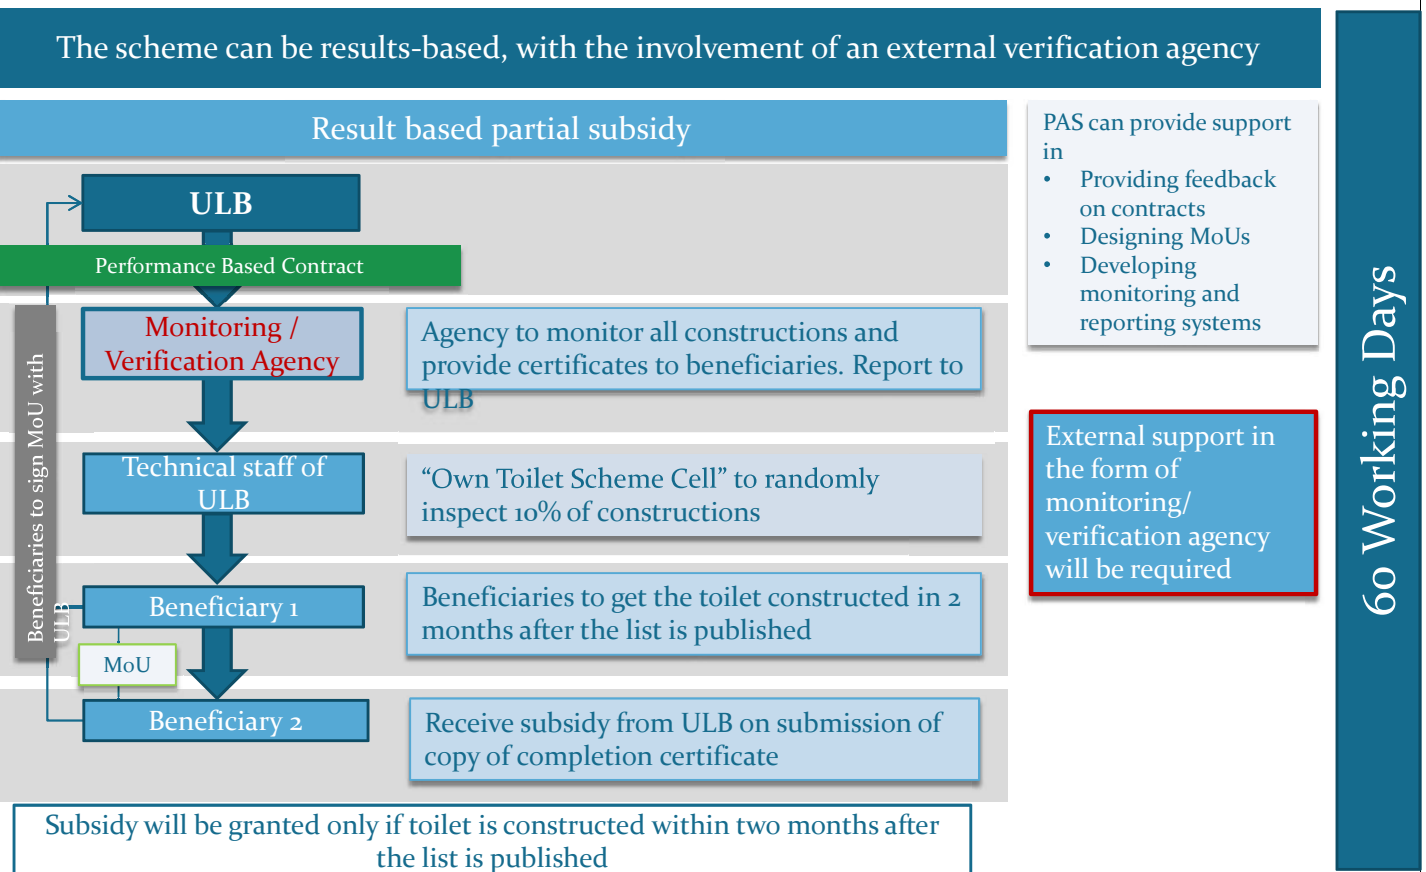 The scheme can be results-based, with the involvement of an external verification agency
Result based partial subsidy
ULB
Performance Based Contract
Monitoring /
Verification Agency
Agency to monitor all constructions and
provide certificates to beneficiaries. Report to
ULB
Technical staff of
ULB
“Own Toilet Scheme Cell” to randomly
inspect 10% of constructions
Beneficiary 1
Beneficiaries to get the toilet constructed in 2
months after the list is published
MoU
Beneficiary 2
Receive subsidy from ULB on submission of
copy of completion certificate
Beneficiaries to sign MoU with
ULB
Subsidy will be granted only if toilet is constructed within two months after
the list is published
PAS can provide support
in
• Providing feedback
on contracts
• Designing MoUs
• Developing
monitoring and
reporting systems
External support in
the form of
monitoring/
verification agency
will be required
60 Working Days